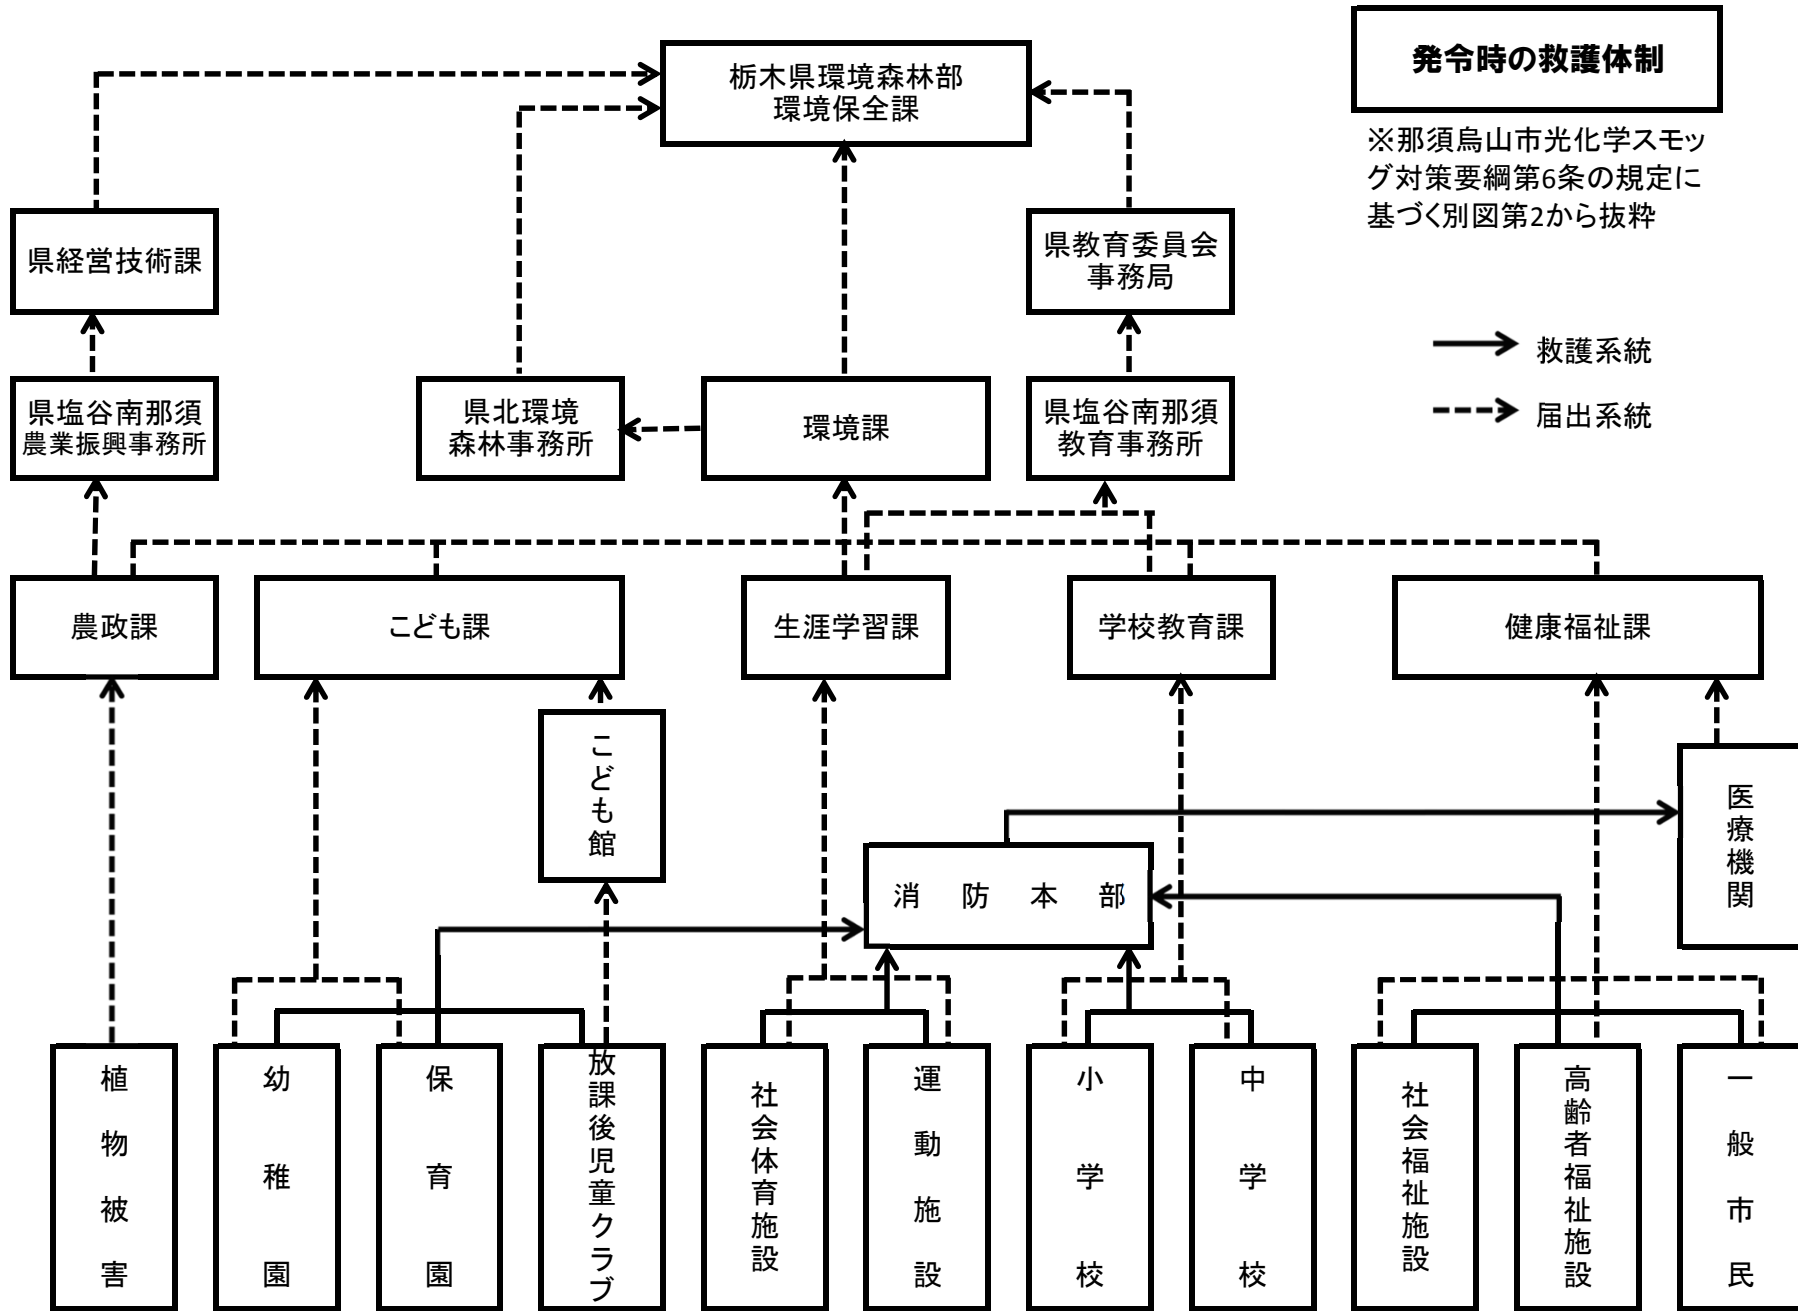 発令時の救護体制
※那須烏山市光化学スモッ
グ対策要綱第6条の規定に
基づく別図第2から抜粋
栃木県環境森林部
環境保全課
県経営技術課
県教育委員会
事務局
救護系統
届出系統
県塩谷南那須
農業振興事務所
県北環境
森林事務所
環境課
県塩谷南那須
教育事務所
農政課
こども課
生涯学習課
学校教育課
健康福祉課
こども館
医療機関
消防本部
植物被害
幼稚園
保育園
放課後児童クラブ
社会体育施設
運動施設
小学校
中学校
社会福祉施設
高齢者福祉施設
一般市民